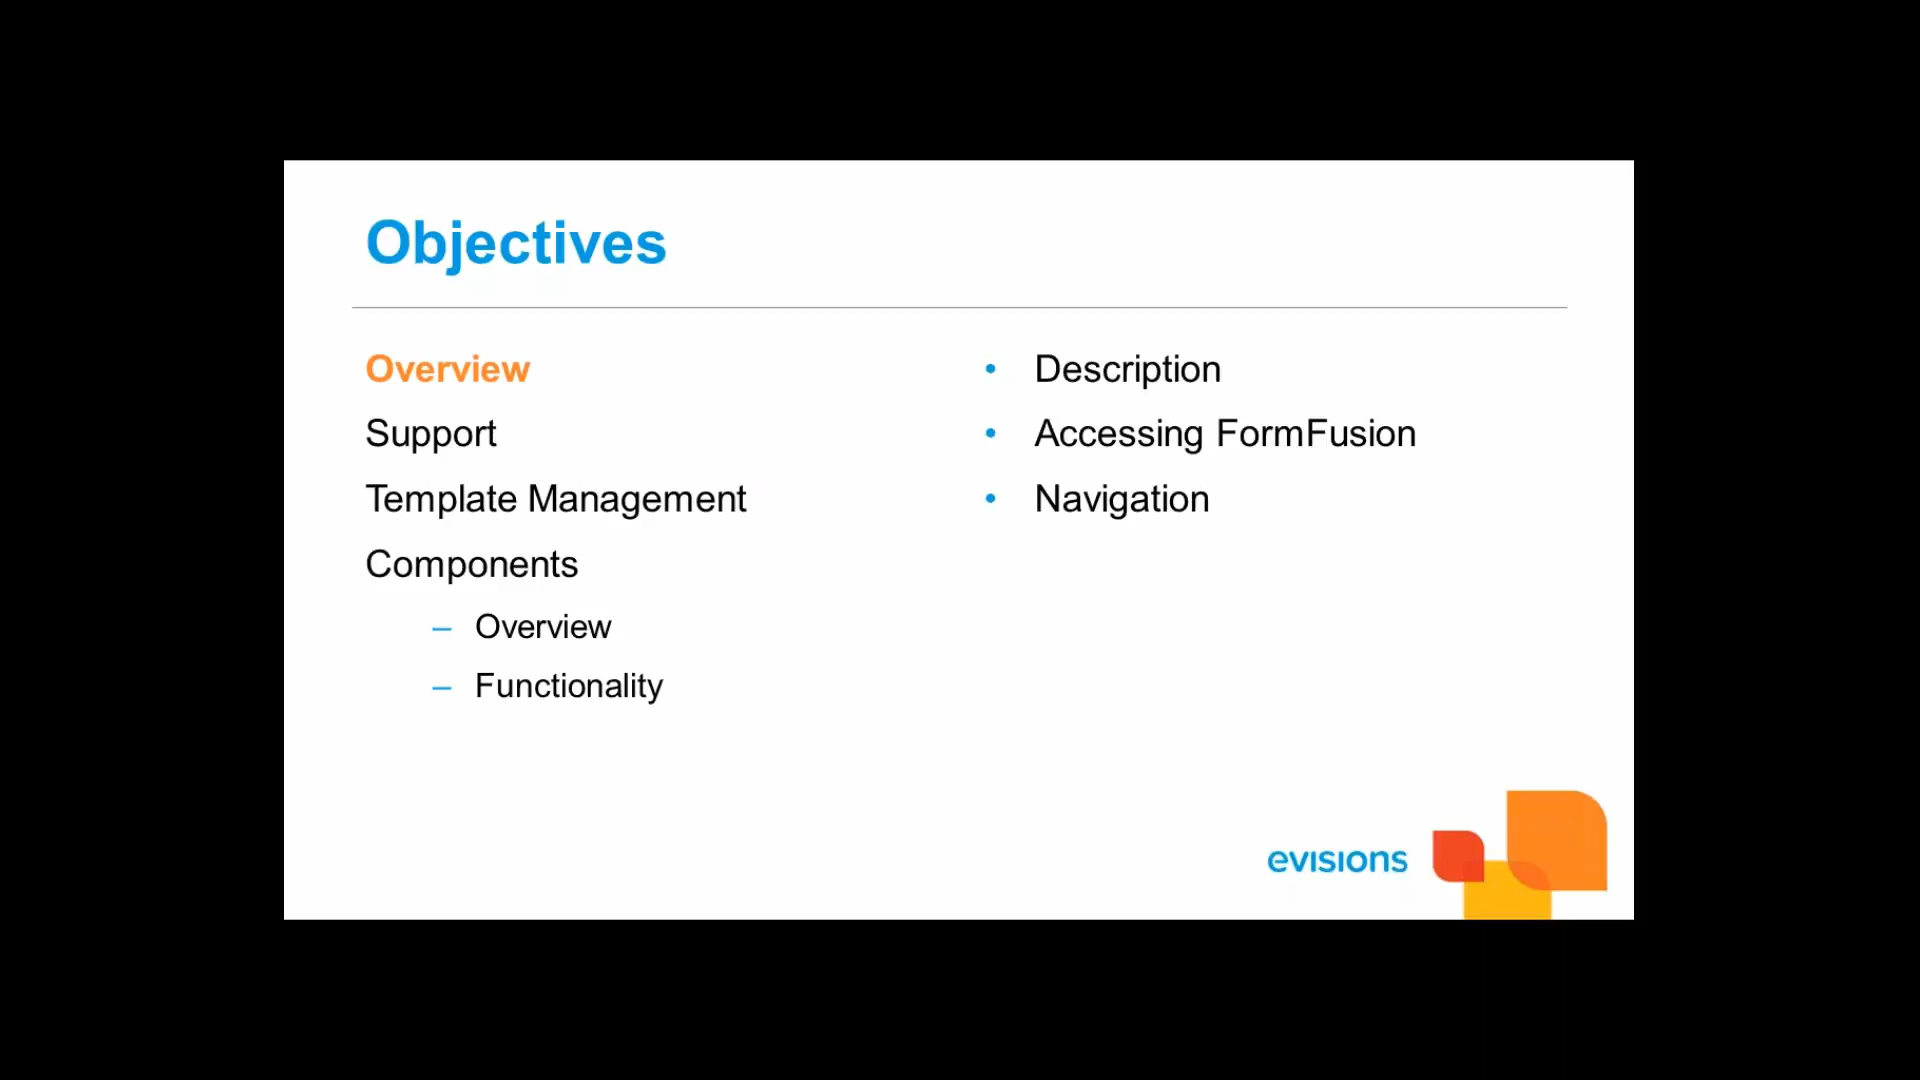 Objectives
Overview
Support
Template Management
Components
– Overview
– Functionality
• Description
• Accessing FormFusion
• Navigation
evisions